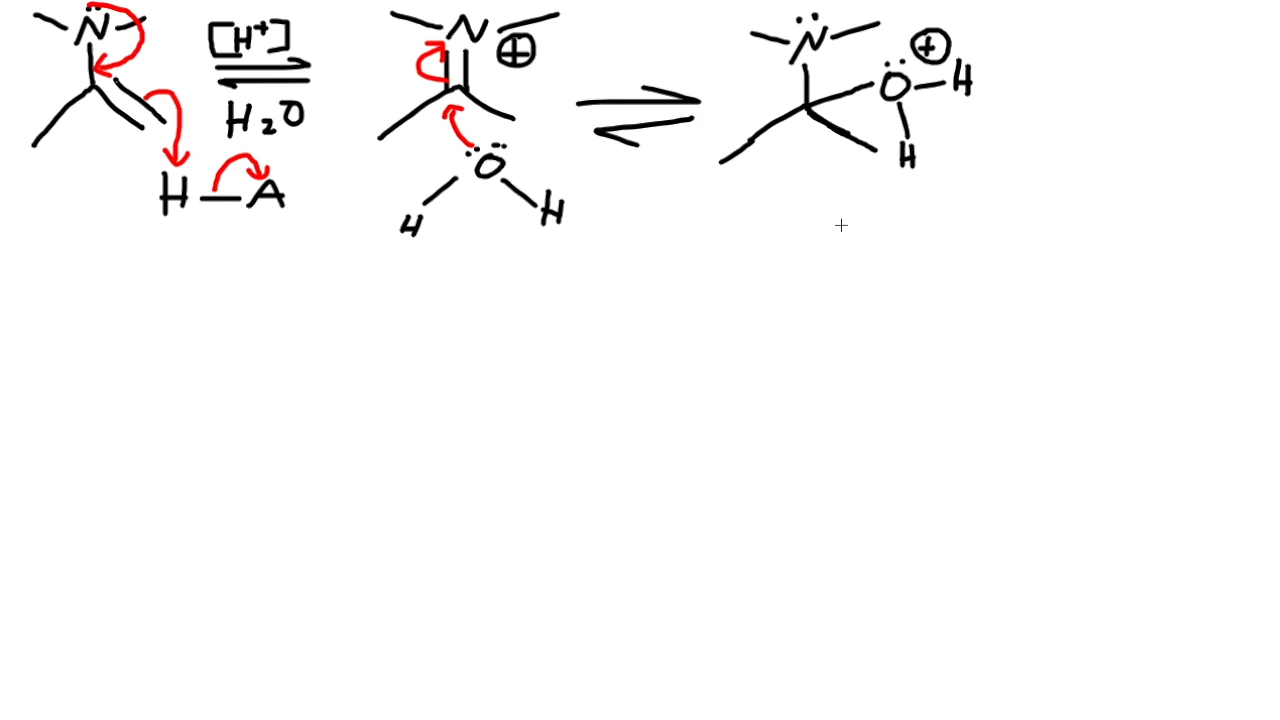 N [H+] N ⊕ N ⊕
H2O O H
H—A O H
H H